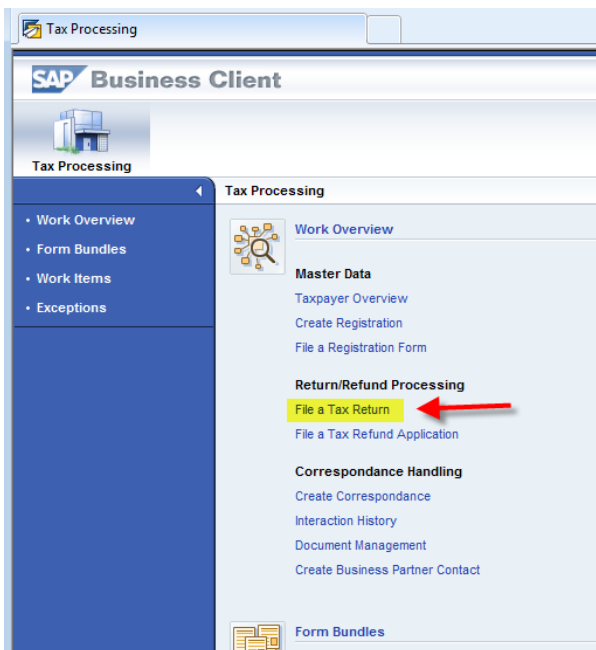 Tax Processing
SAP Business Client
Tax Processing
Tax Processing
• Work Overview
• Form Bundles
• Work Items
• Exceptions
Work Overview
Master Data
Taxpayer Overview
Create Registration
File a Registration Form
Return/Refund Processing
File a Tax Return
File a Tax Refund Application
Correspondance Handling
Create Correspondance
Interaction History
Document Management
Create Business Partner Contact
Form Bundles